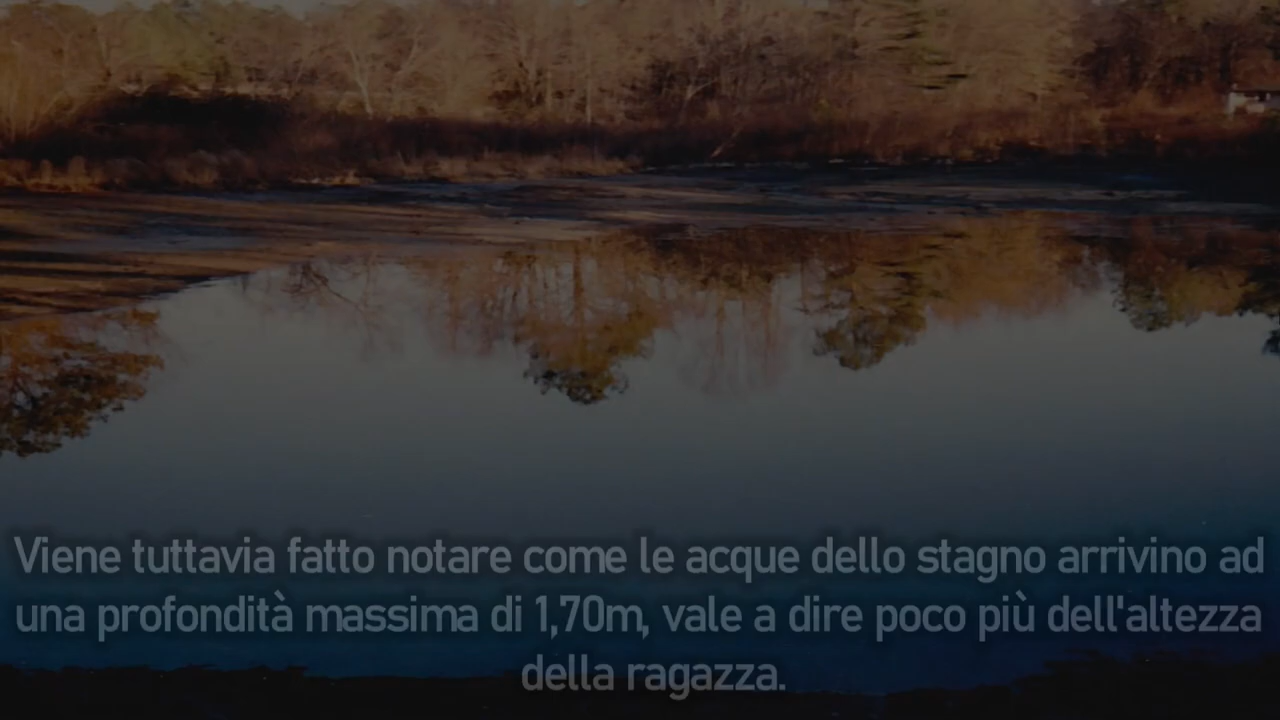 Viene tuttavia fatto notare come le acque dello stagno arrivino ad
una profondità massima di 1,70m, vale a dire poco più dell'altezza
della ragazza.